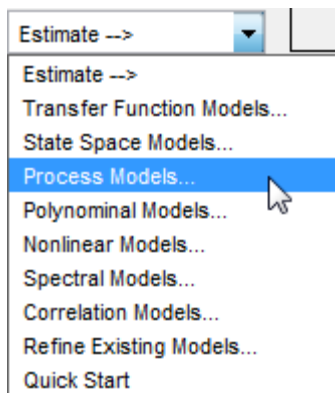 Estimate -->
Estimate -->
Transfer Function Models...
State Space Models...
Process Models...
Polynominal Models...
Nonlinear Models...
Spectral Models...
Correlation Models...
Refine Existing Models...
Quick Start